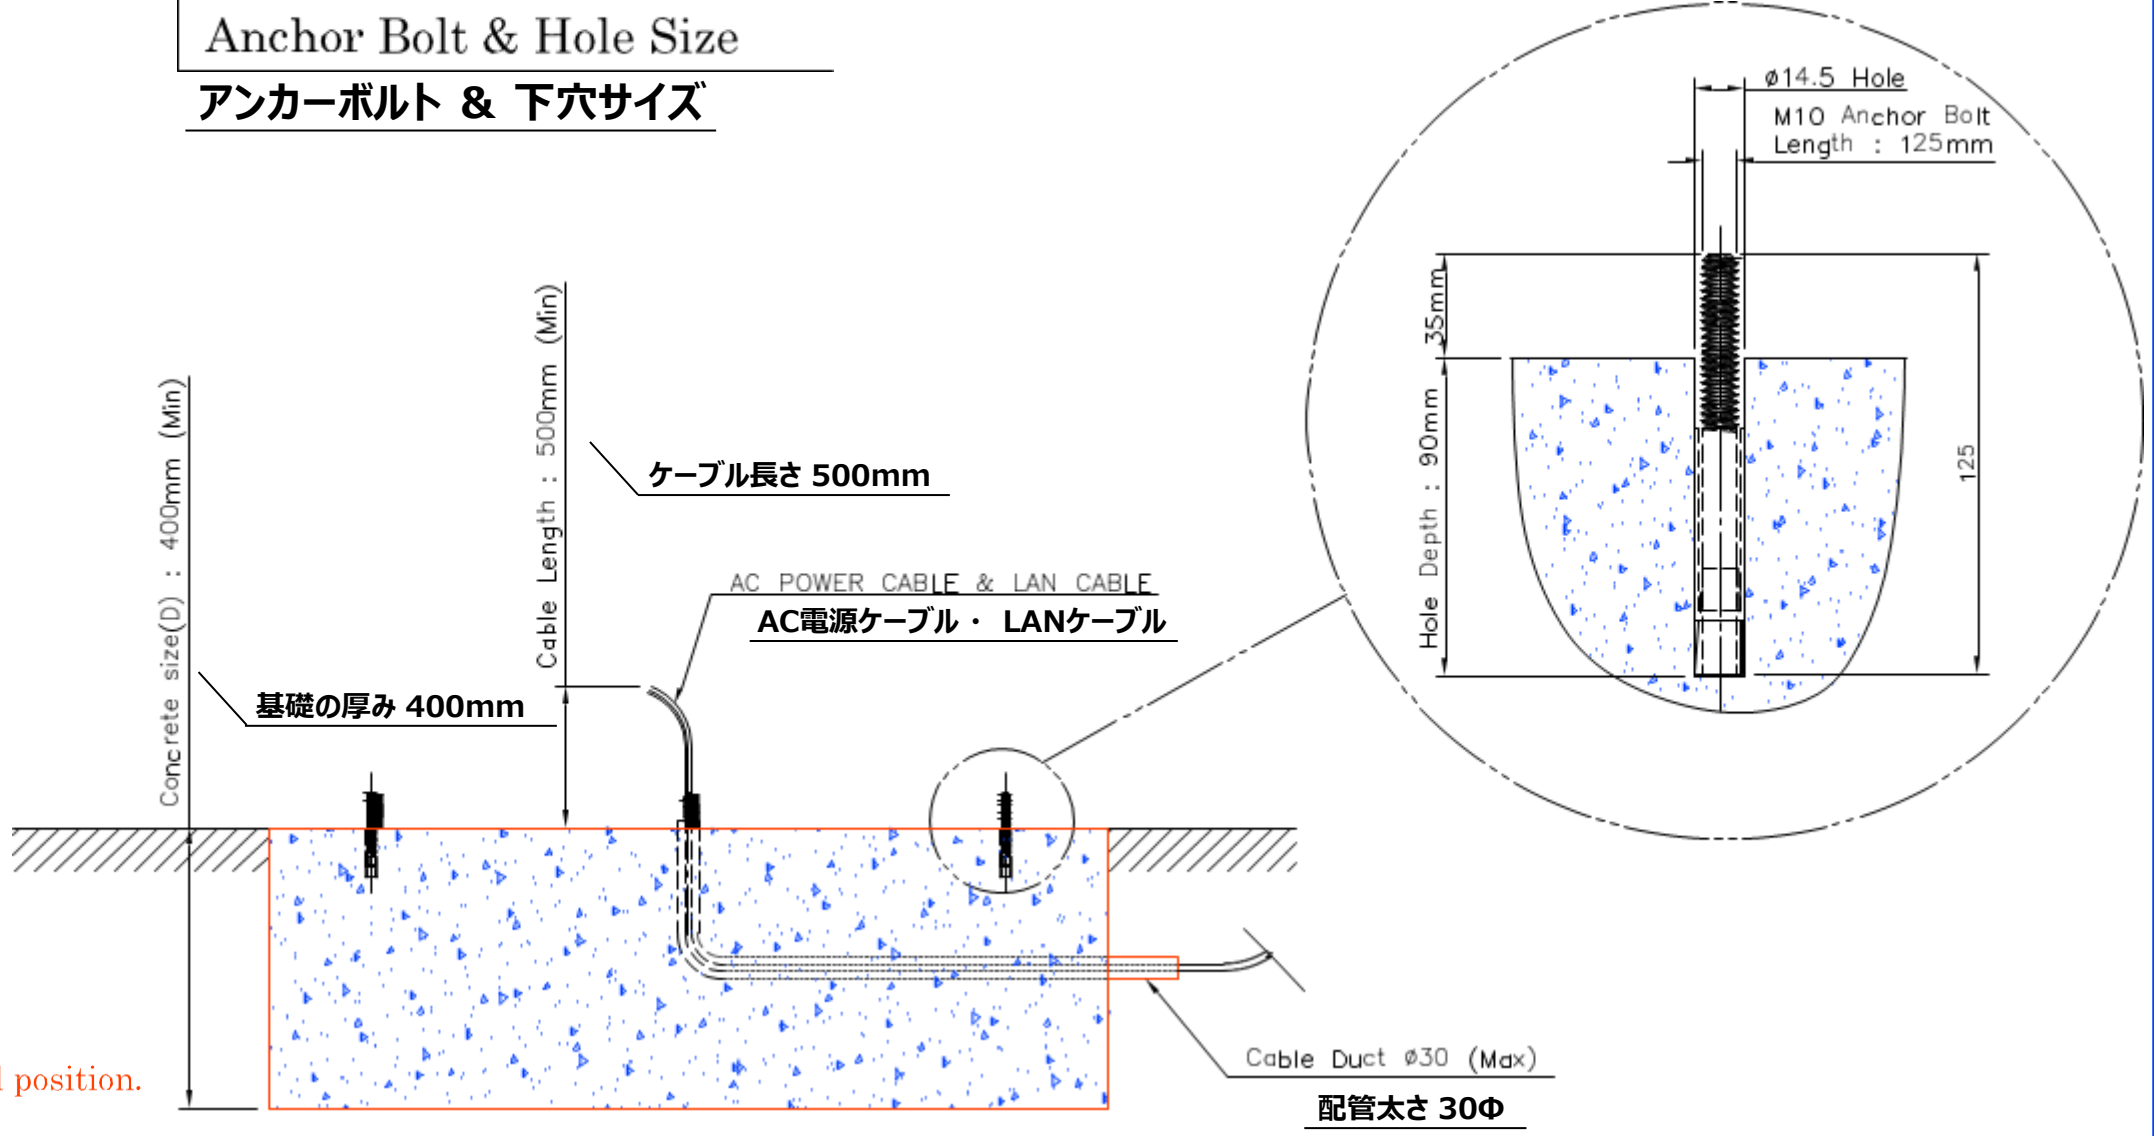 Anchor Bolt & Hole Size
アンカーボルト & 下穴サイズ
ø14.5 Hole
M10 Anchor Bolt
Length : 125mm
35mm
Hole Depth : 90mm
125
Concrete size(D) : 400mm (Min)
基礎の厚み 400mm
Cable Length : 500mm (Min)
ケーブル長さ 500mm
AC POWER CABLE & LAN CABLE
AC電源ケーブル・ LANケーブル
Cable Duct ø30 (Max)
配管太さ 30Φ
position.